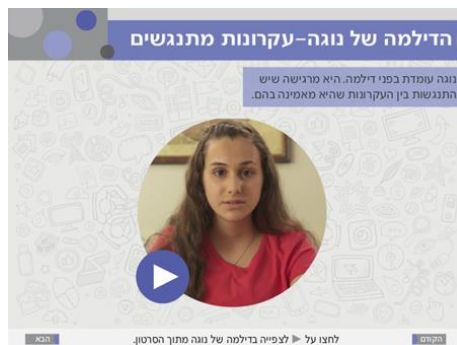 הדילמה של נוגה–עקרונות מתנגשים
נוגה עומדת בפני דילמה. היא מרגישה שיש
התנגשות בין העקרונות שהיא מאמינה בהם.
הקודם
לחצו על ▶ לצפייה בדילמה של נוגה מתוך הסרטון.
הבא